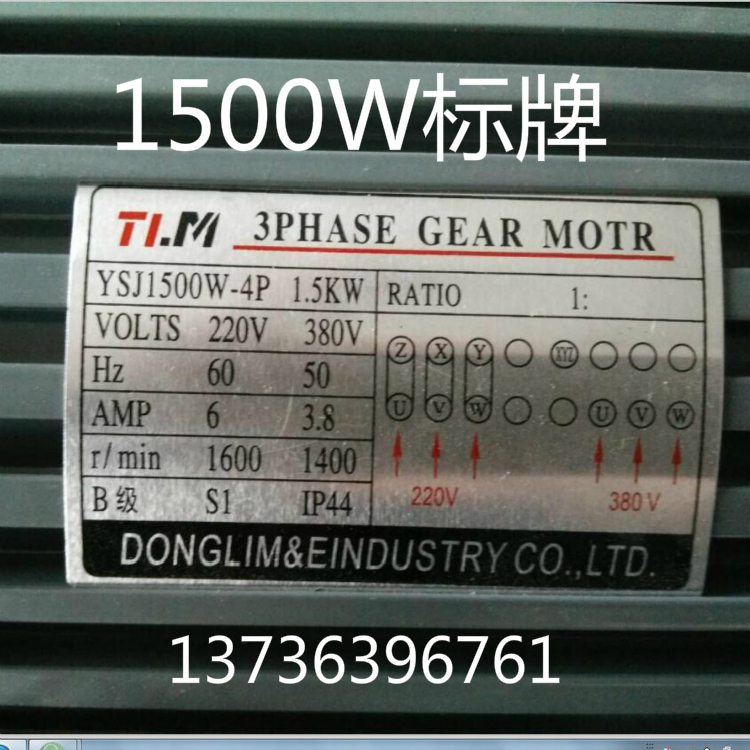 1500W标牌
TLM 3PHASE GEAR MOTR
YSJ1500W-4P 1.5KW RATIO 1:
VOLTS 220V 380V
Hz 60 50
AMP 6 3.8
r/min 1600 1400
B级 S1 IP44
Z X Y XYZ
U V W U V W
220V 380V
DONGLIM&EINDUSTRY CO.,LTD.
13736396761